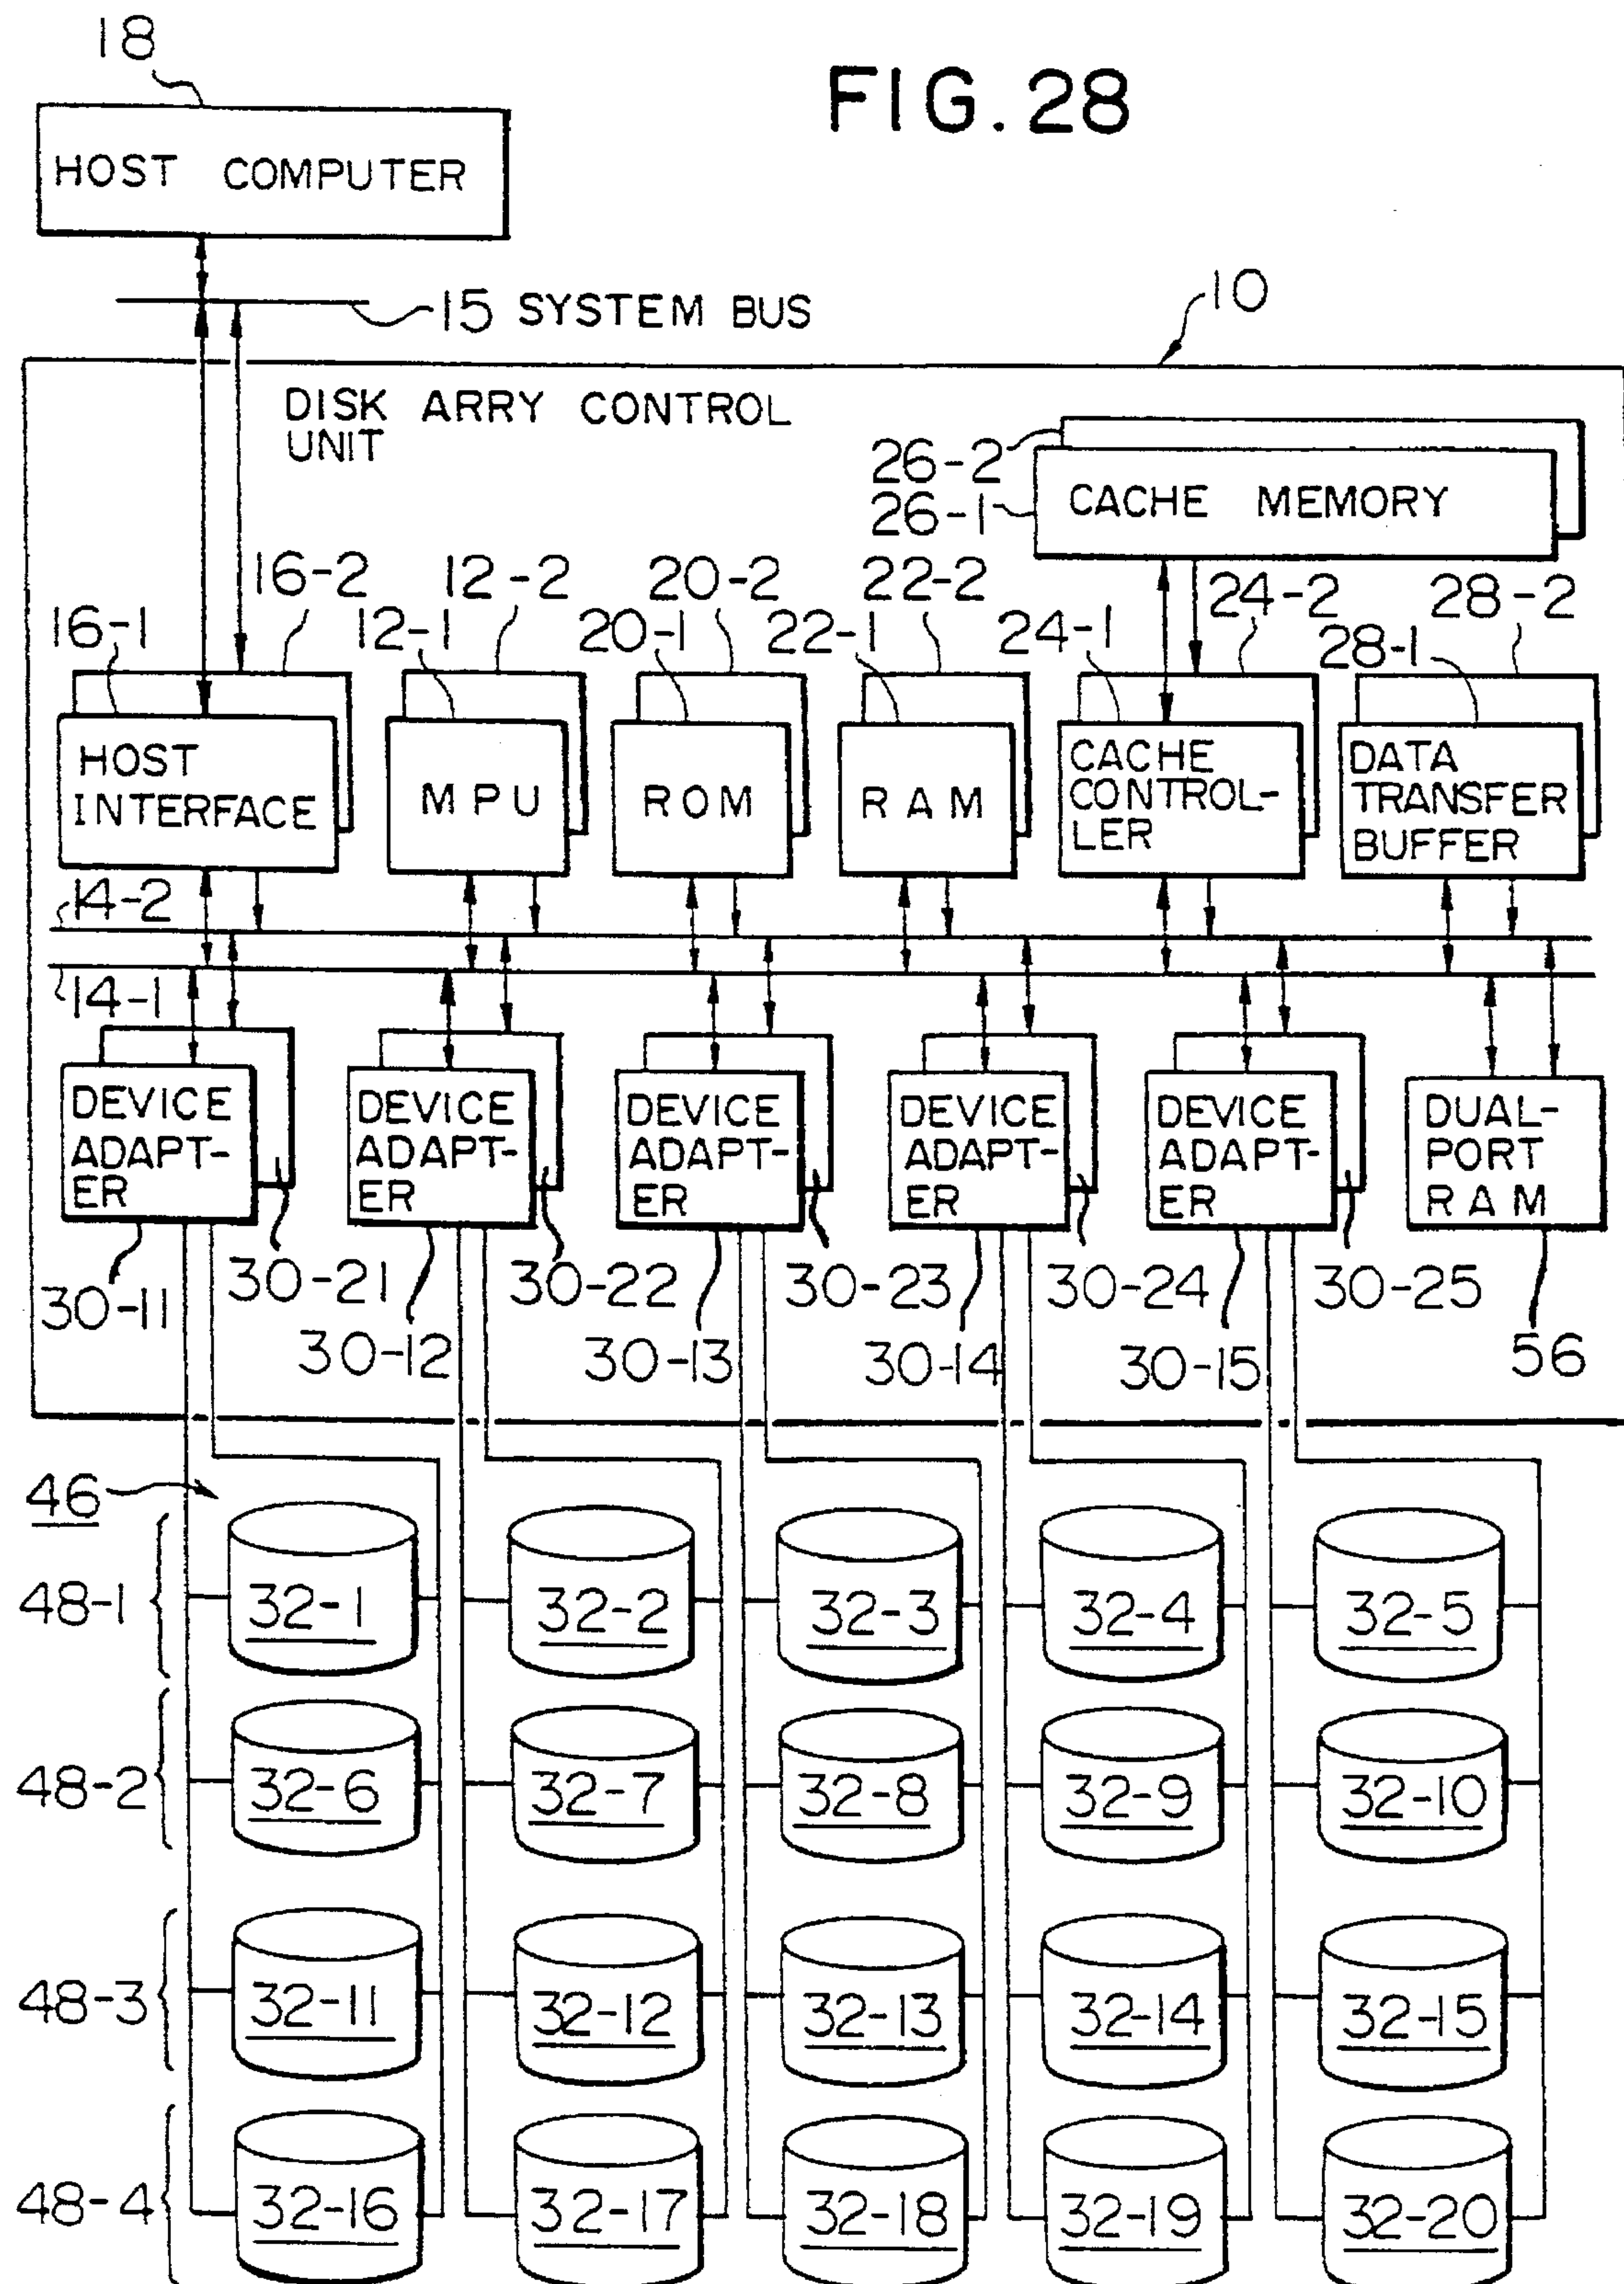 18
FIG. 28
HOST COMPUTER
10
15 SYSTEM BUS
DISK ARRY CONTROL
UNIT
26-2
26-1
CACHE MEMORY
16-2
12-2
20-2
22-2
24-2
28-2
16-1
12-1
20-1
22-1
24-1
28-1
HOST
INTERFACE
MPU
ROM
RAM
CACHE
CONTROL-
LER
DATA
TRANSFER
BUFFER
14-2
14-1
DEVICE
ADAPT-
ER
DEVICE
ADAPT-
ER
DEVICE
ADAPT-
ER
DEVICE
ADAPT-
ER
DEVICE
ADAPT-
ER
DUAL-
PORT
RAM
30-11
30-21
30-12
30-22
30-13
30-23
30-14
30-24
30-15
30-25
56
46
48-1
32-1
32-2
32-3
32-4
32-5
48-2
32-6
32-7
32-8
32-9
32-10
48-3
32-11
32-12
32-13
32-14
32-15
48-4
32-16
32-17
32-18
32-19
32-20